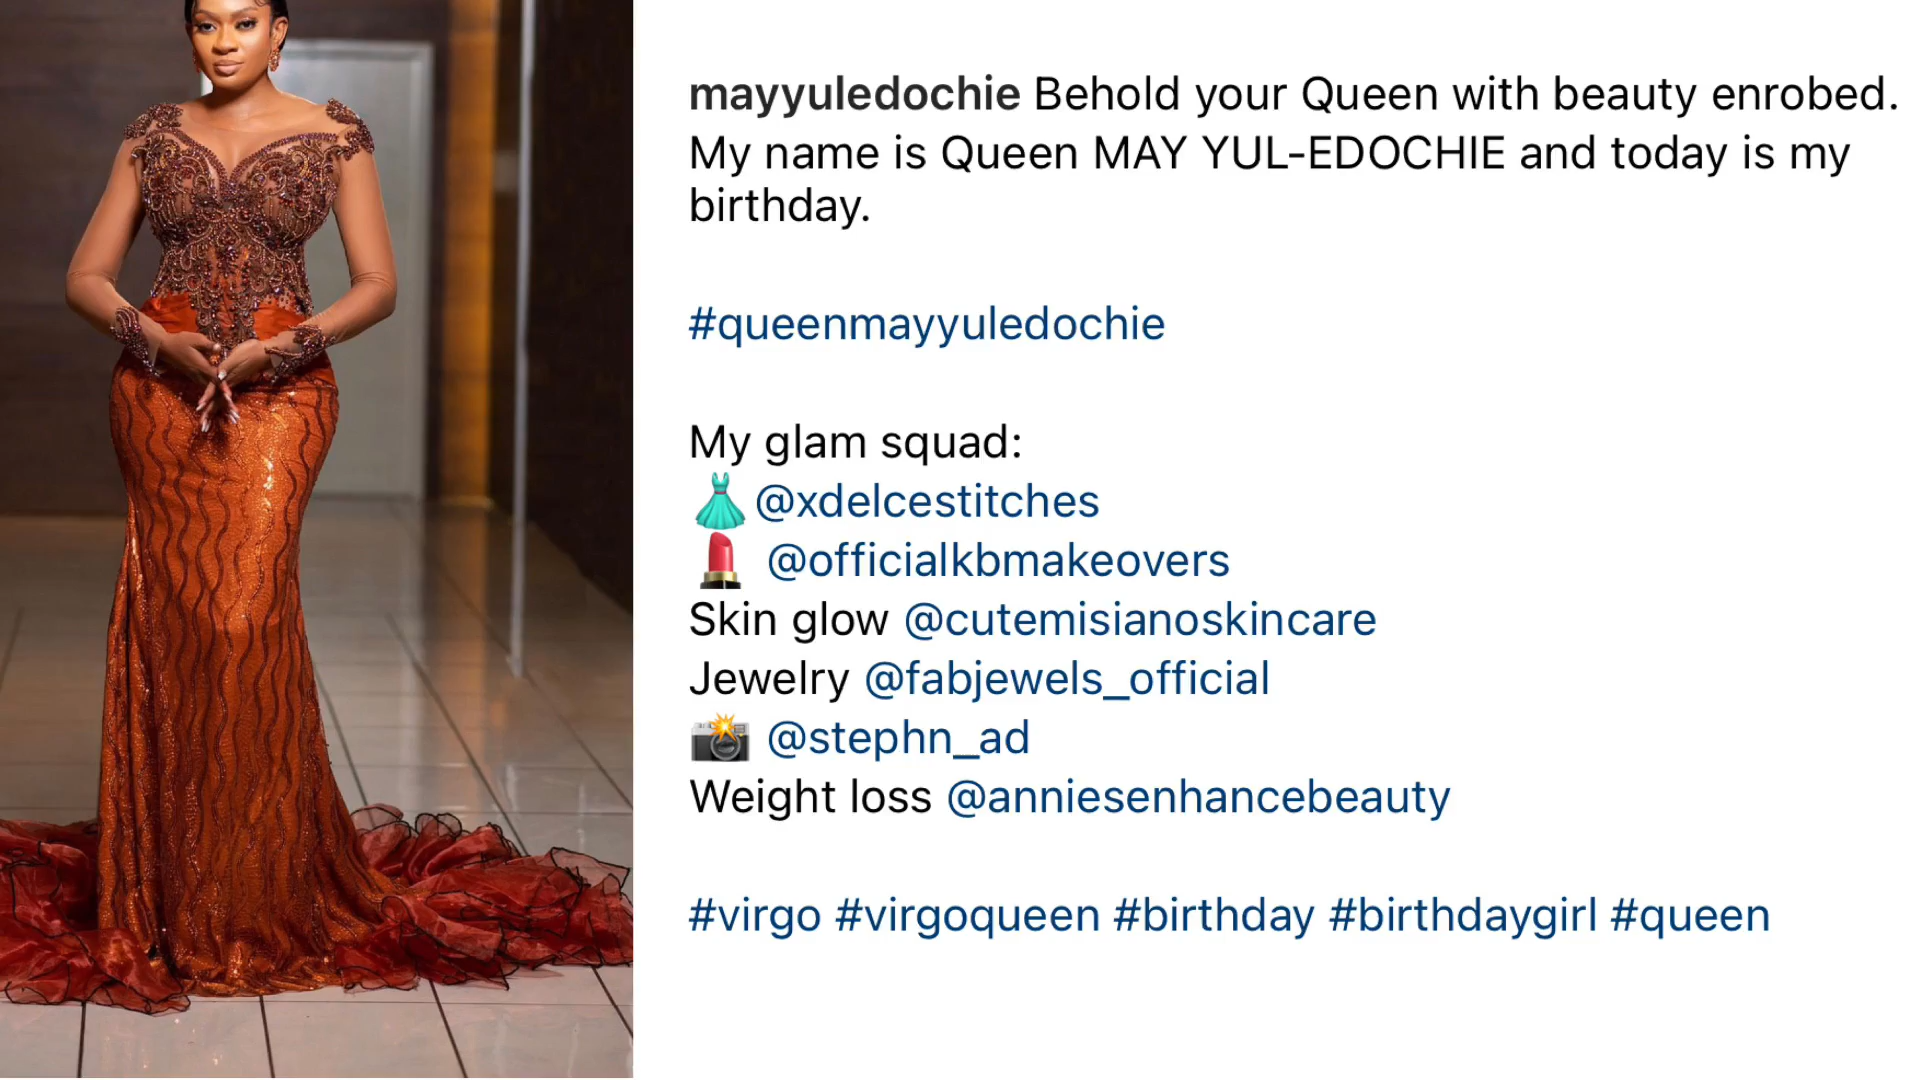 mayyuledochie Behold your Queen with beauty enrobed.
My name is Queen MAY YUL-EDOCHIE and today is my
birthday.
#queenmayyuledochie
My glam squad:
👗@xdelcestitches
💄 @officialkbmakeovers
Skin glow @cutemisianoskincare
Jewelry @fabjewels_official
📸 @stephn_ad
Weight loss @anniesenhancebeauty
#virgo #virgoqueen #birthday #birthdaygirl #queen